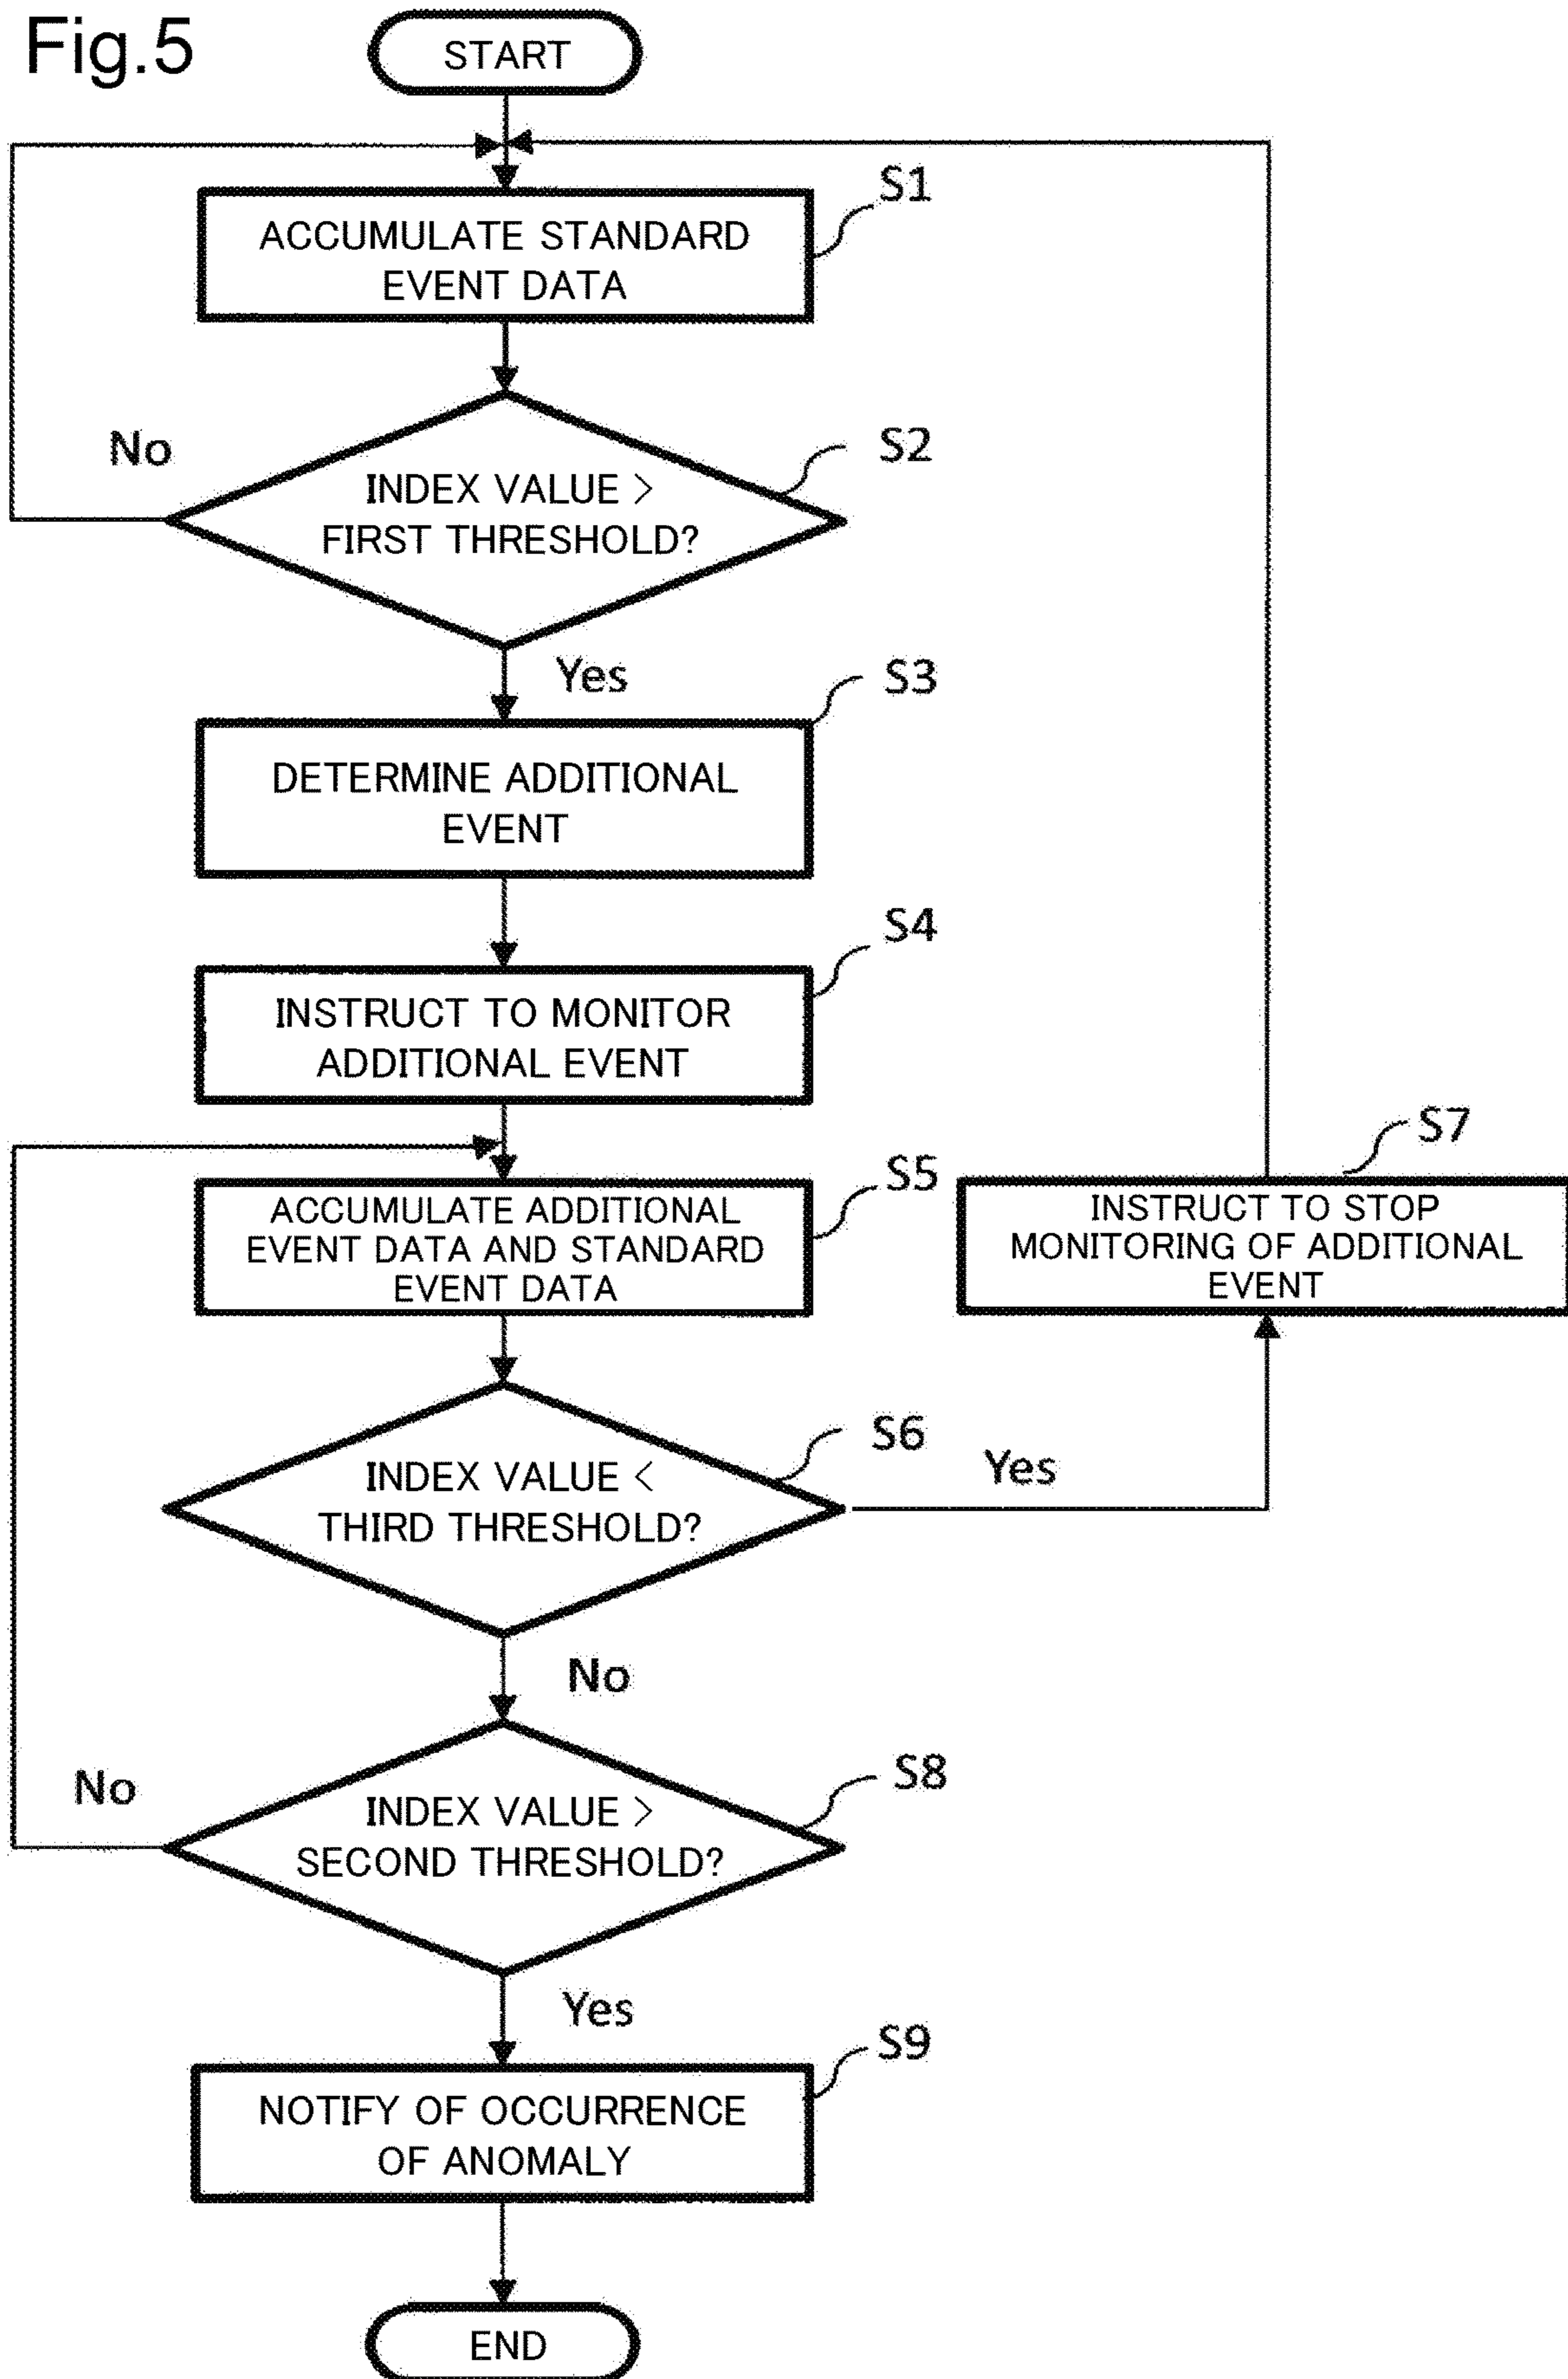 Fig.5
START
S1
ACCUMULATE STANDARD
EVENT DATA
No
S2
INDEX VALUE >
FIRST THRESHOLD?
Yes
S3
DETERMINE ADDITIONAL
EVENT
S4
INSTRUCT TO MONITOR
ADDITIONAL EVENT
S5
ACCUMULATE ADDITIONAL
EVENT DATA AND STANDARD
EVENT DATA
S7
INSTRUCT TO STOP
MONITORING OF ADDITIONAL
EVENT
S6
INDEX VALUE <
THIRD THRESHOLD?
Yes
No
No
S8
INDEX VALUE >
SECOND THRESHOLD?
Yes
S9
NOTIFY OF OCCURRENCE
OF ANOMALY
END